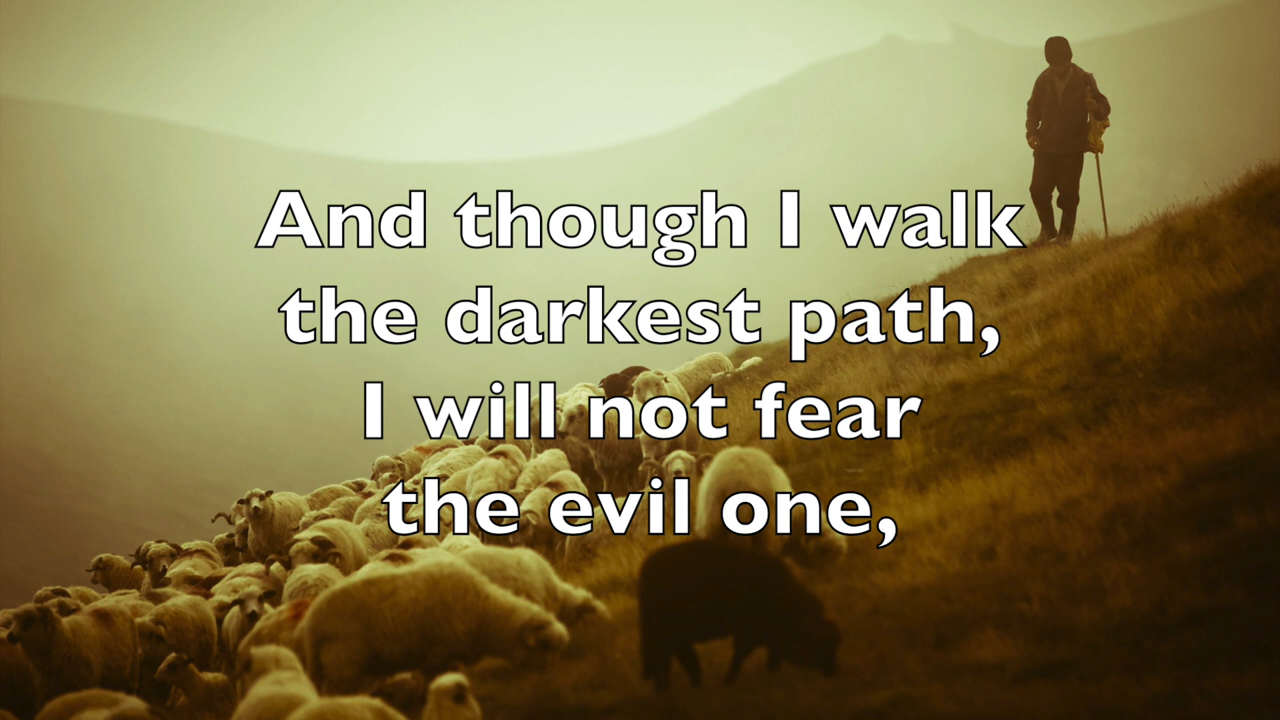 And though I walk
the darkest path,
I will not fear
the evil one,